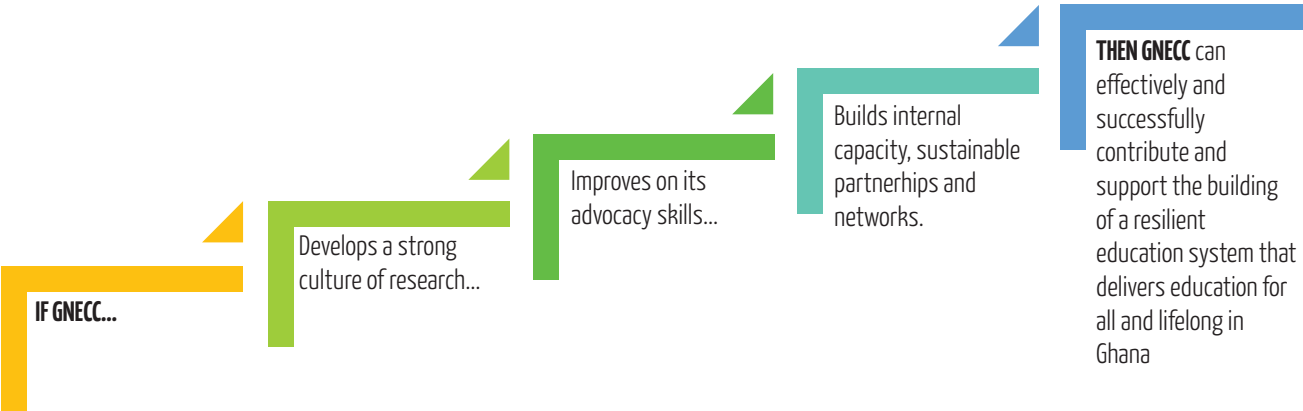 IF GNECC...
Develops a strong
culture of research...
Improves on its
advocacy skills...
Builds internal
capacity, sustainable
partnerhips and
networks.
THEN GNECC can
effectively and
successfully
contribute and
support the building
of a resilient
education system that
delivers education for
all and lifelong in
Ghana